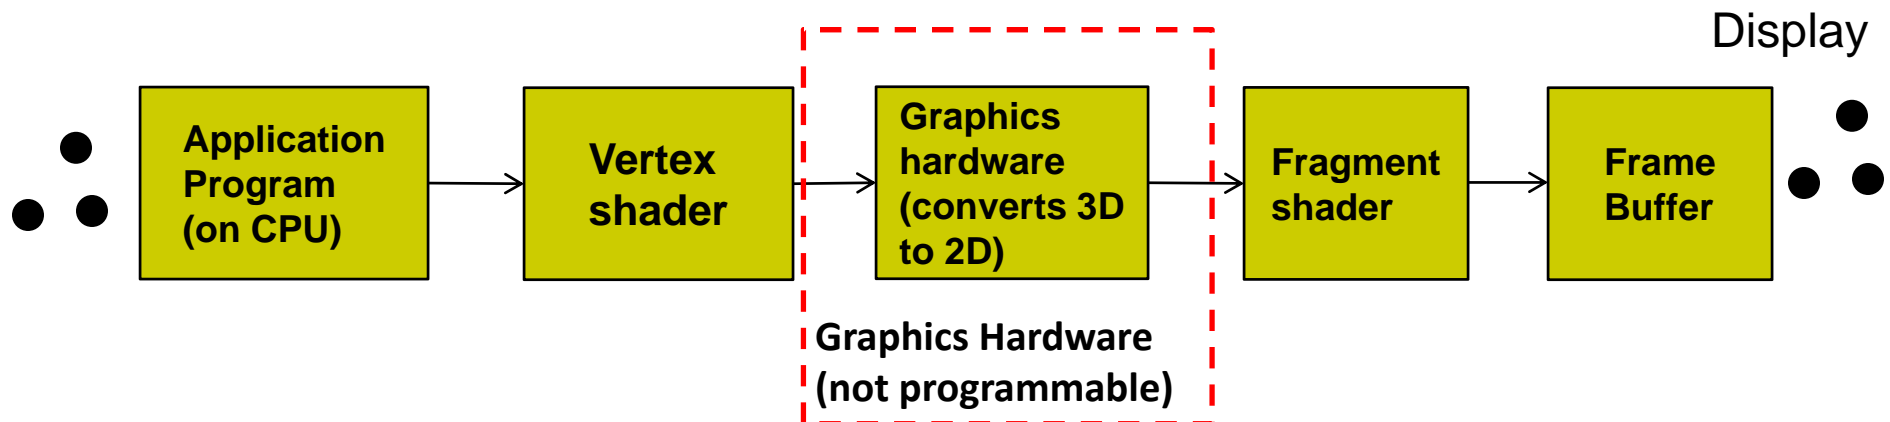 Display
Application
Program
(on CPU)
Vertex
shader
Graphics
hardware
(converts 3D
to 2D)
Fragment
shader
Frame
Buffer
Graphics Hardware
(not programmable)